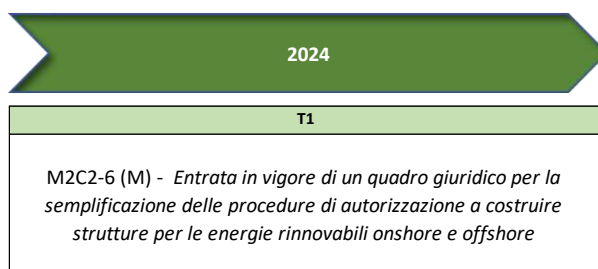 2024
T1
M2C2-6 (M) - Entrata in vigore di un quadro giuridico per la
semplificazione delle procedure di autorizzazione a costruire
strutture per le energie rinnovabili onshore e offshore